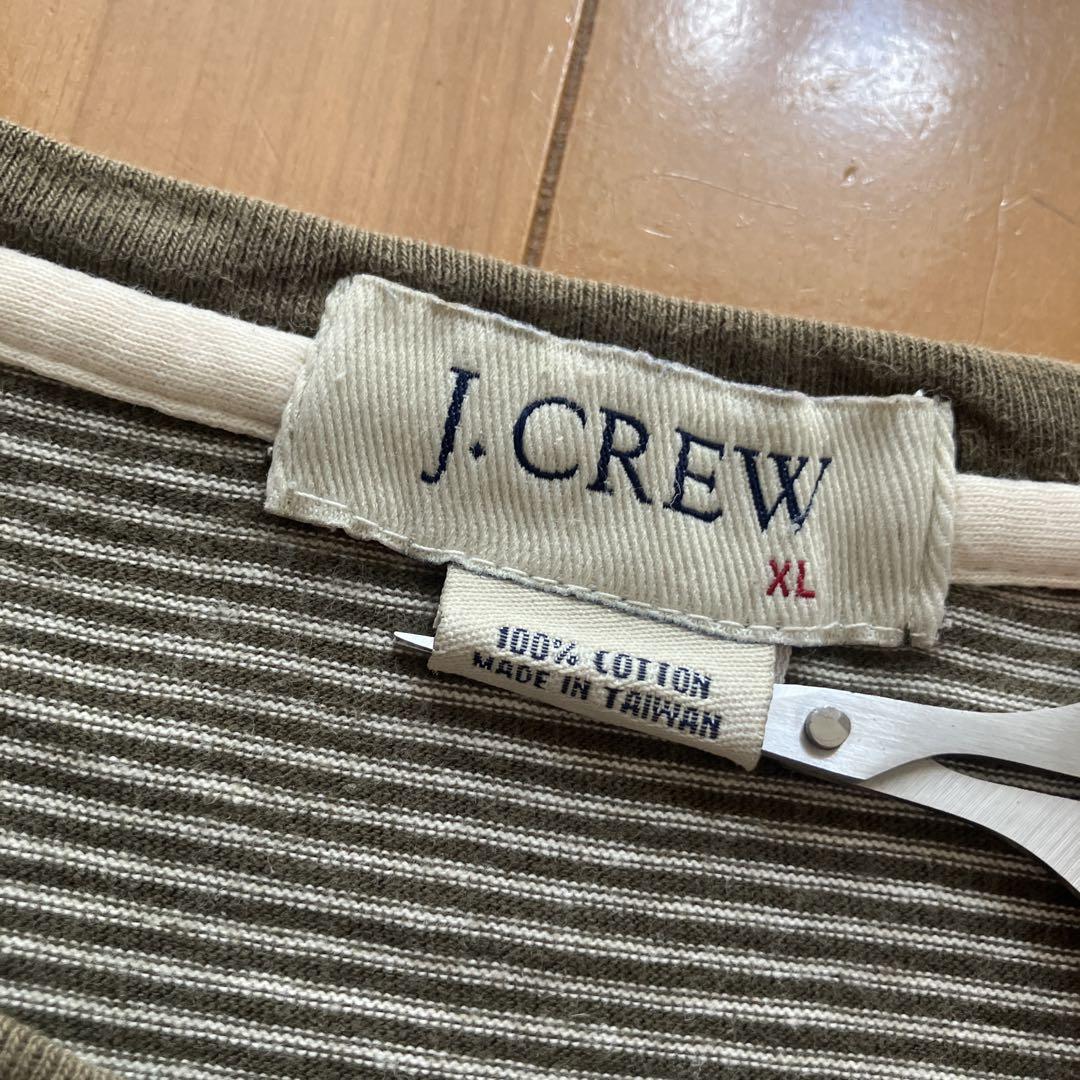 J. CREW
XL
100% COTTON
MADE IN TAIWAN